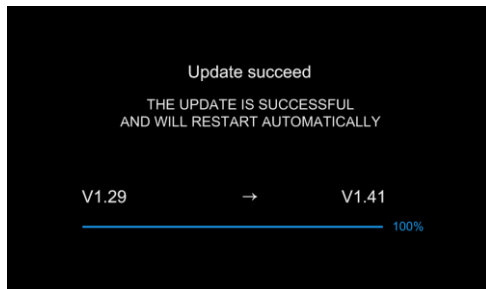 Update succeed
THE UPDATE IS SUCCESSFUL
AND WILL RESTART AUTOMATICALLY
V1.29 → V1.41
100%